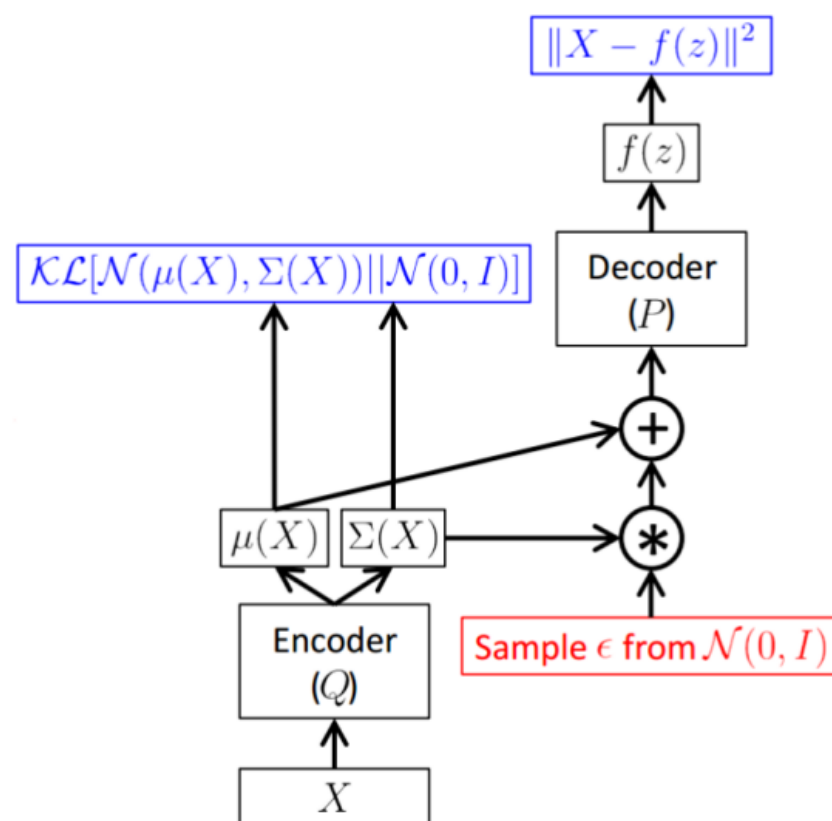 ‖X − f(z)‖²
f(z)
𝒦ℒ[𝒩(μ(X), Σ(X))||𝒩(0, I)]
Decoder
(P)
+
μ(X)
Σ(X)
*
Encoder
(Q)
Sample ϵ from 𝒩(0, I)
X